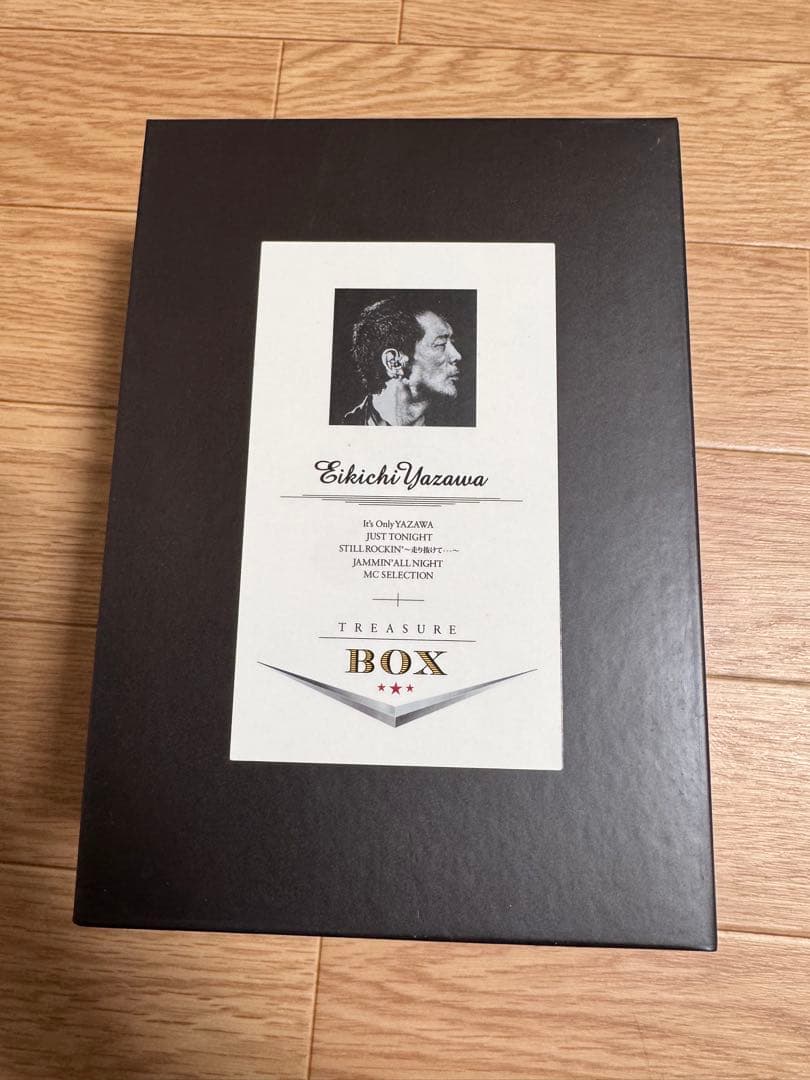 Eikichi Yazawa
It's Only YAZAWA
JUST TONIGHT
STILL ROCKIN'〜走り抜けて・・・〜
JAMMIN' ALL NIGHT
MC SELECTION
TREASURE
BOX